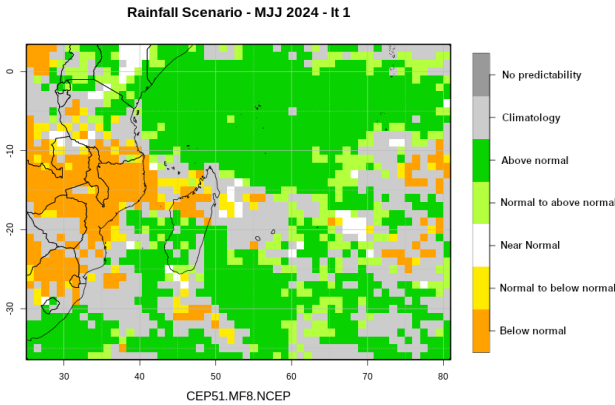 Rainfall Scenario - MJJ 2024 - It 1
0
-10
-20
-30
30
40
50
60
70
80
CEP51.MF8.NCEP
No predictability
Climatology
Above normal
Normal to above normal
Near Normal
Normal to below normal
Below normal